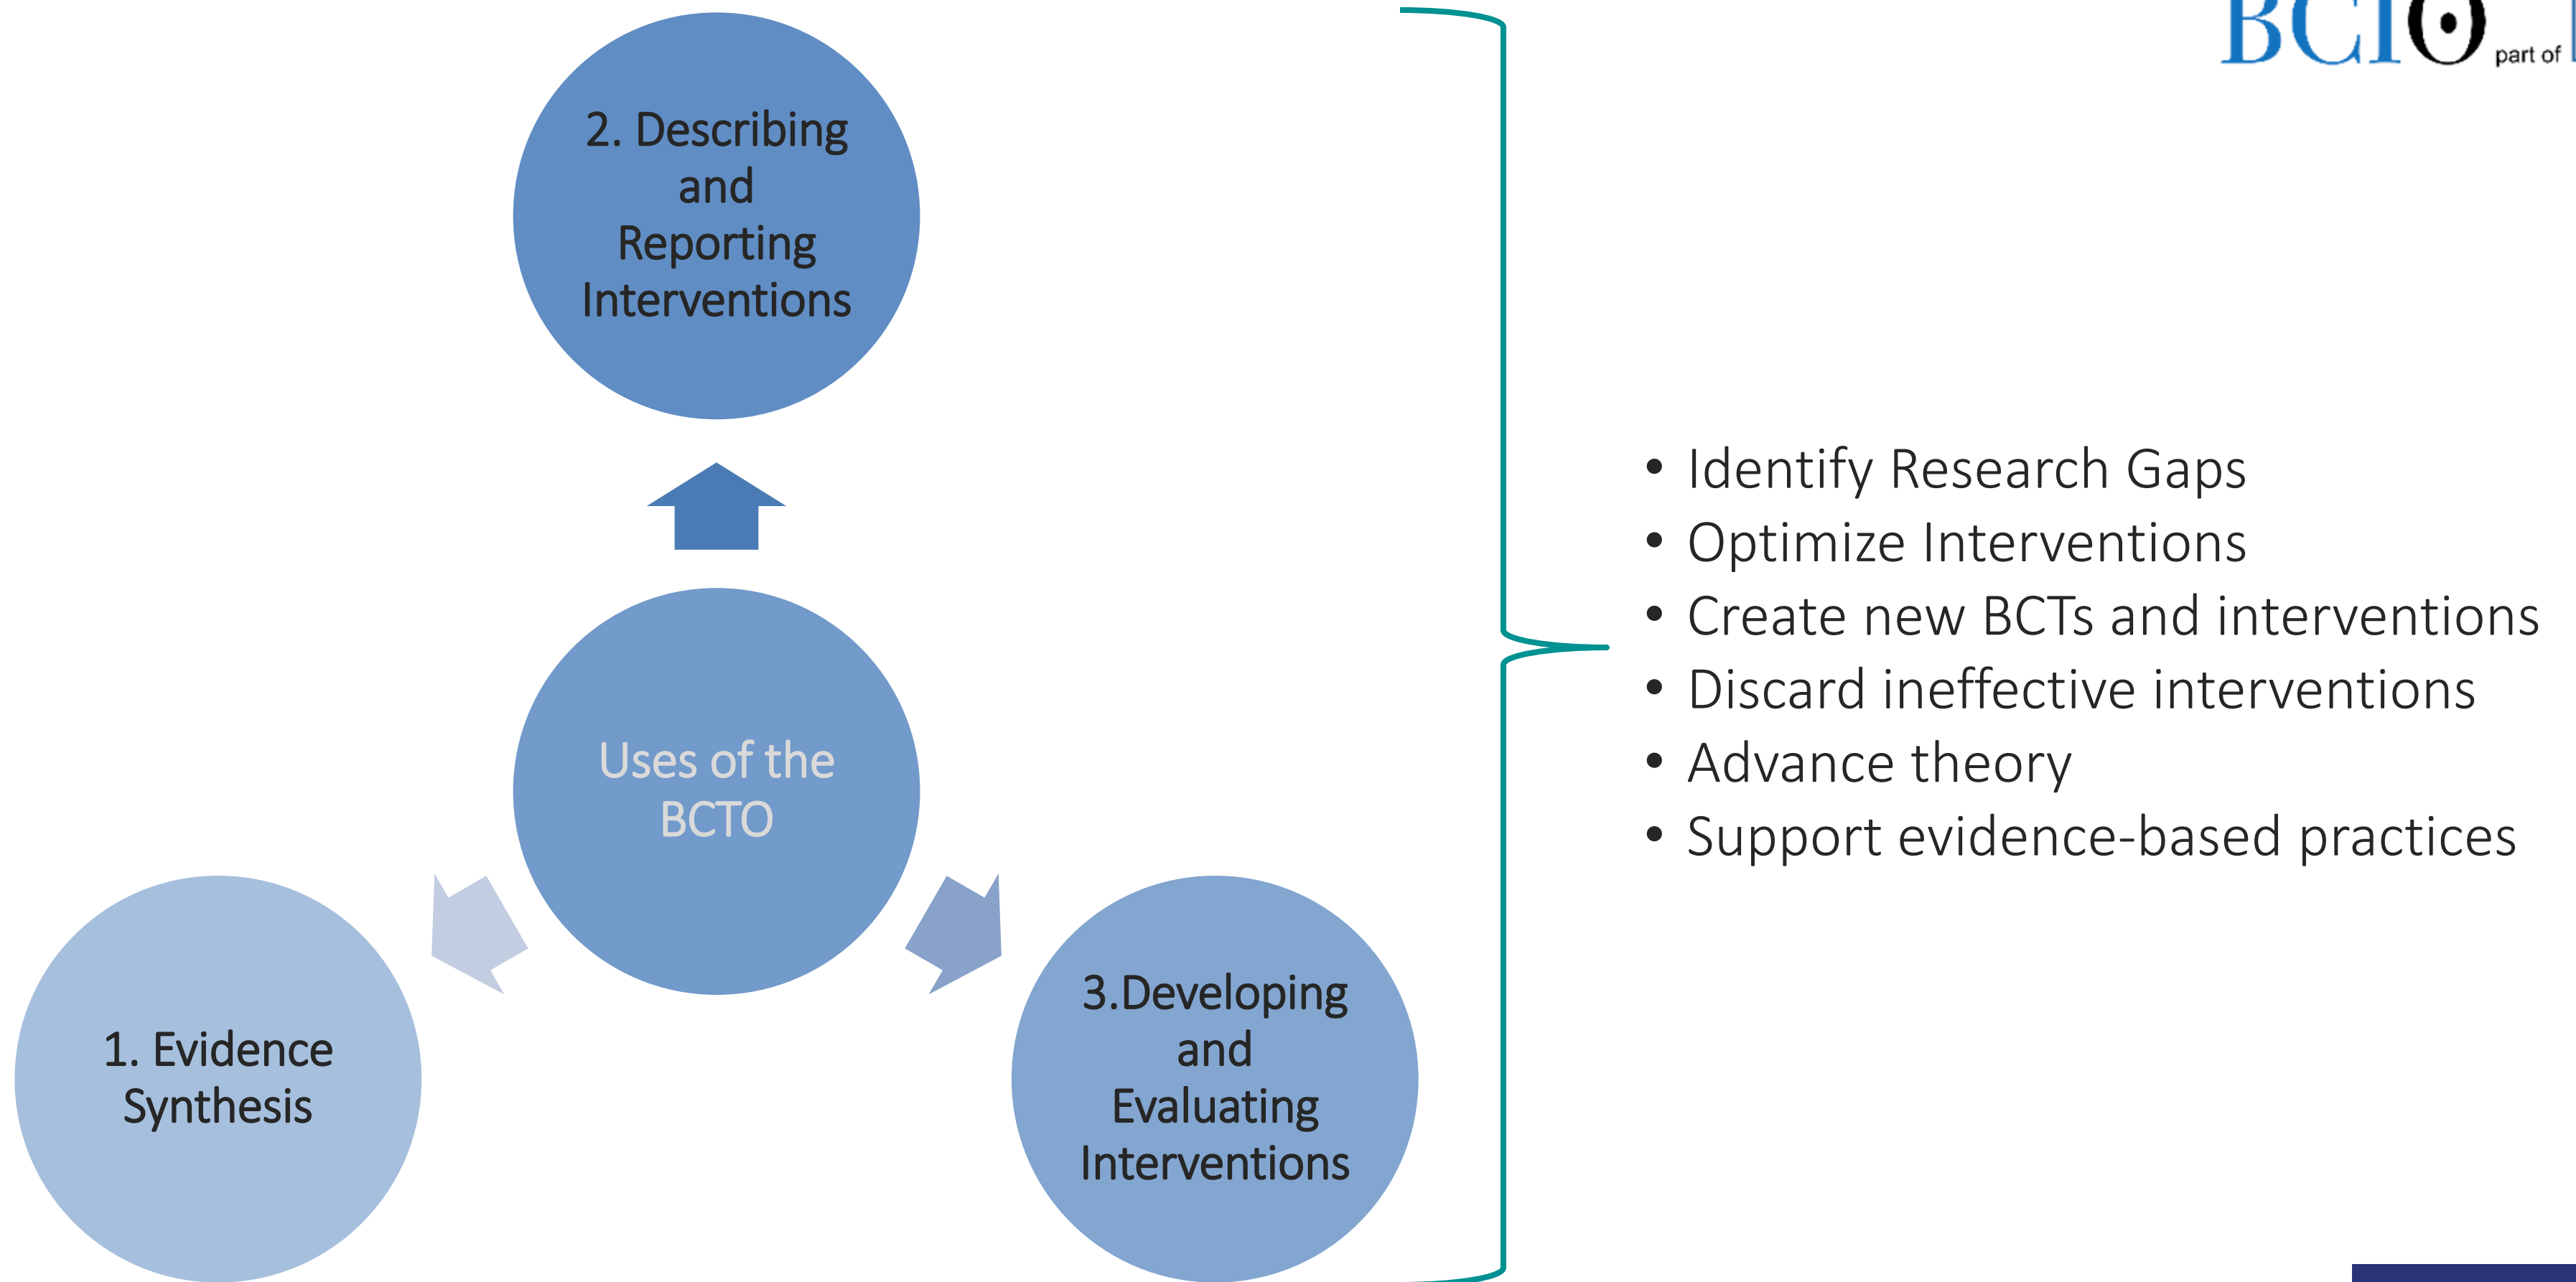 BCIO part of
2. Describing
and
Reporting
Interventions
Uses of the
BCTO
1. Evidence
Synthesis
3.Developing
and
Evaluating
Interventions
• Identify Research Gaps
• Optimize Interventions
• Create new BCTs and interventions
• Discard ineffective interventions
• Advance theory
• Support evidence-based practices